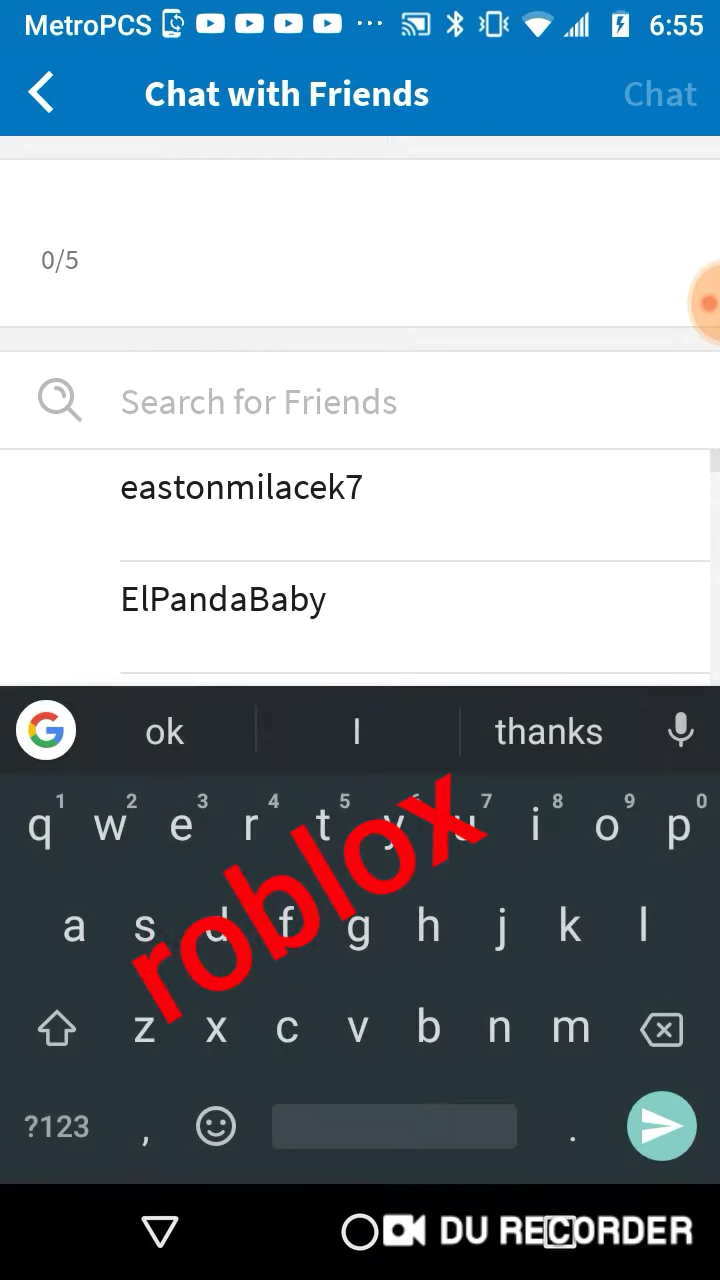 MetroPCS 6:55
Chat with Friends Chat
0/5
Search for Friends
eastonmilacek7
ElPandaBaby
G ok I thanks
1 2 3 4 5 6 7 8 9 0
q w e r t y u i o p
roblox
a s d f g h j k l
z x c v b n m
?123 , .
DU RECORDER